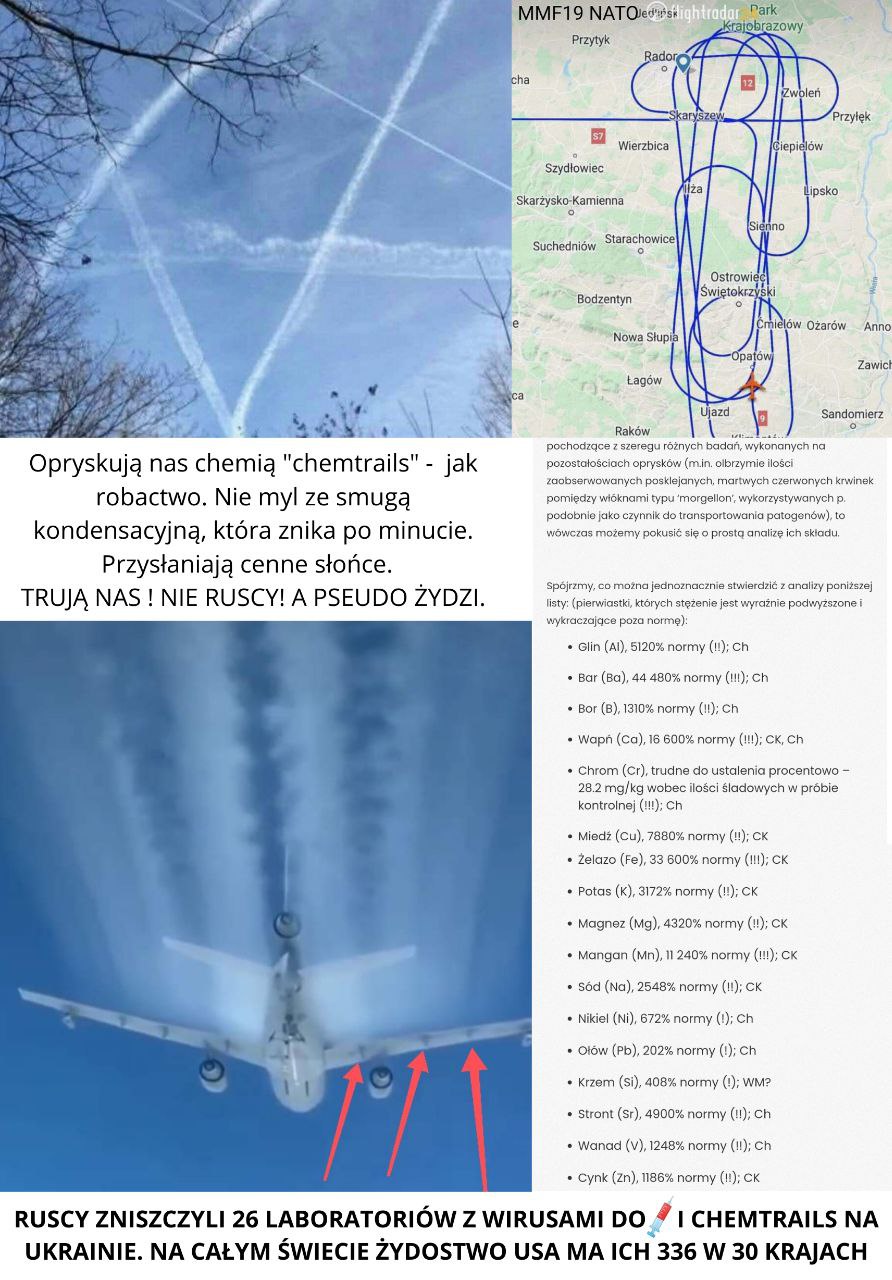 MMF19 NATO
flightradar
Jedlińsk
Park
Krajobrazowy
Przytyk
Radom
12
Zwoleń
Skaryszew
Przyłęk
S7
Wierzbica
Ciepielów
Szydłowiec
Iłża
Lipsko
Skarżysko-Kamienna
Sienno
Suchedniów
Starachowice
Ostrowiec
Świętokrzyski
Bodzentyn
Ćmielów
Ożarów
Anno
Nowa Słupia
Opatów
Zawich
Łagów
Ujazd
9
Sandomierz
Raków
Opryskują nas chemią "chemtrails" - jak
robactwo. Nie myl ze smugą
kondensacyjną, która znika po minucie.
Przysłaniają cenne słońce.
TRUJĄ NAS ! NIE RUSCY! A PSEUDO ŻYDZI.
pochodzące z szeregu różnych badań, wykonanych na
pozostałościach oprysków (m.in. olbrzymie ilości
zaobserwowanych posklejanych, martwych czerwonych krwinek
pomiędzy włóknami typu ‘morgellon’, wykorzystywanych p.
podobnie jako czynnik do transportowania patogenów), to
wówczas możemy pokusić się o prostą analizę ich składu.
Spójrzmy, co można jednoznacznie stwierdzić z analizy poniższej
listy: (pierwiastki, których stężenie jest wyraźnie podwyższone i
wykraczające poza normę):
• Glin (Al), 5120% normy (!!); Ch
• Bar (Ba), 44 480% normy (!!!); Ch
• Bor (B), 1310% normy (!!); Ch
• Wapń (Ca), 16 600% normy (!!!); CK, Ch
• Chrom (Cr), trudne do ustalenia procentowo –
28.2 mg/kg wobec ilości śladowych w próbie
kontrolnej (!!!); Ch
• Miedź (Cu), 7880% normy (!!); CK
• Żelazo (Fe), 33 600% normy (!!!); CK
• Potas (K), 3172% normy (!!); CK
• Magnez (Mg), 4320% normy (!!); CK
• Mangan (Mn), 11 240% normy (!!!); CK
• Sód (Na), 2548% normy (!!); CK
• Nikiel (Ni), 672% normy (!); Ch
• Ołów (Pb), 202% normy (!); Ch
• Krzem (Si), 408% normy (!); WM?
• Stront (Sr), 4900% normy (!!); Ch
• Wanad (V), 1248% normy (!!); Ch
• Cynk (Zn), 1186% normy (!!); CK
RUSCY ZNISZCZYLI 26 LABORATORIÓW Z WIRUSAMI DO I CHEMTRAILS NA
UKRAINIE. NA CAŁYM ŚWIECIE ŻYDOSTWO USA MA ICH 336 W 30 KRAJACH